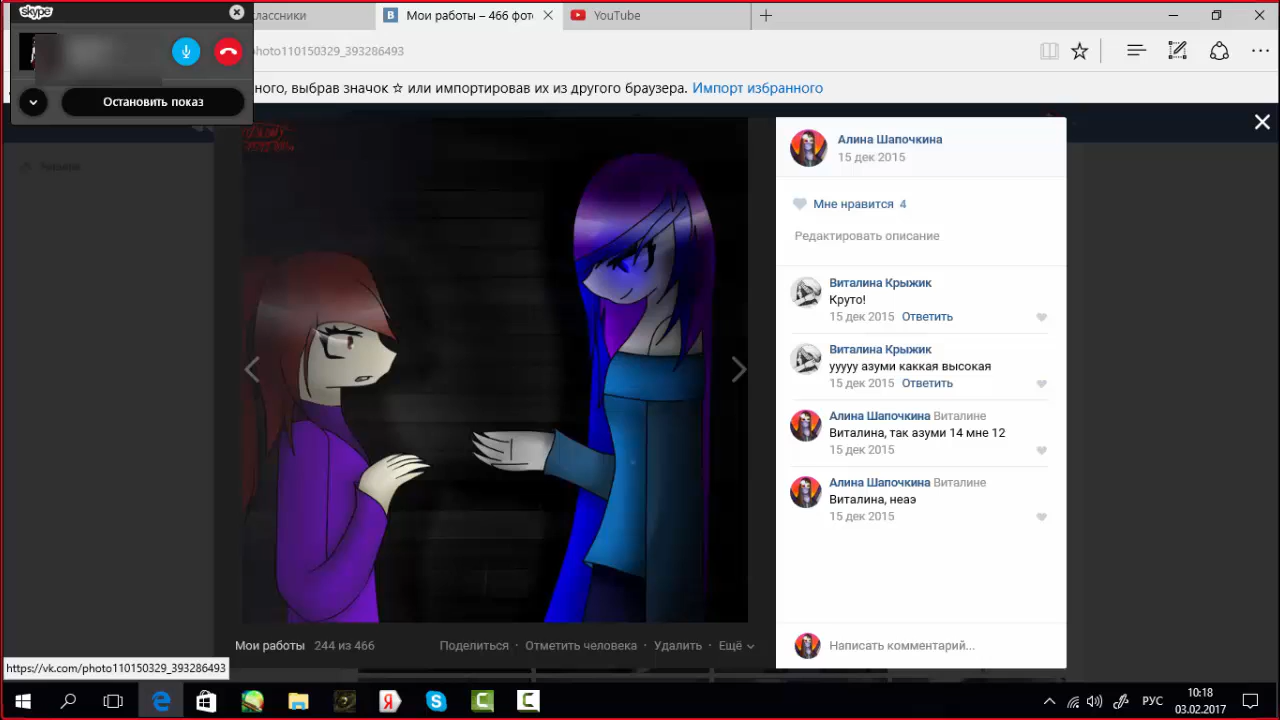 skype
классники
Мои работы – 466 фото
YouTube
hoto110150329_393286493
ного, выбрав значок ☆ или импортировав их из другого браузера. Импорт избранного
Остановить показ
Алина Шапочкина
15 дек 2015
Мне нравится 4
Редактировать описание
Виталина Крыжик
Круто!
15 дек 2015 Ответить
Виталина Крыжик
ууууу азуми каккая высокая
15 дек 2015 Ответить
Алина Шапочкина Виталине
Виталина, так азуми 14 мне 12
15 дек 2015
Алина Шапочкина Виталине
Виталина, неаэ
15 дек 2015
Мои работы 244 из 466 Поделиться · Отметить человека · Удалить · Ещё
Написать комментарий...
https://vk.com/photo110150329_393286493
РУС
10:18
03.02.2017